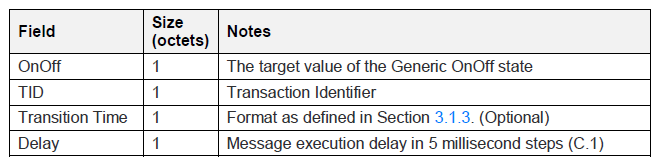 Field Size (octets) Notes
OnOff 1 The target value of the Generic OnOff state
TID 1 Transaction Identifier
Transition Time 1 Format as defined in Section 3.1.3. (Optional)
Delay 1 Message execution delay in 5 millisecond steps (C.1)